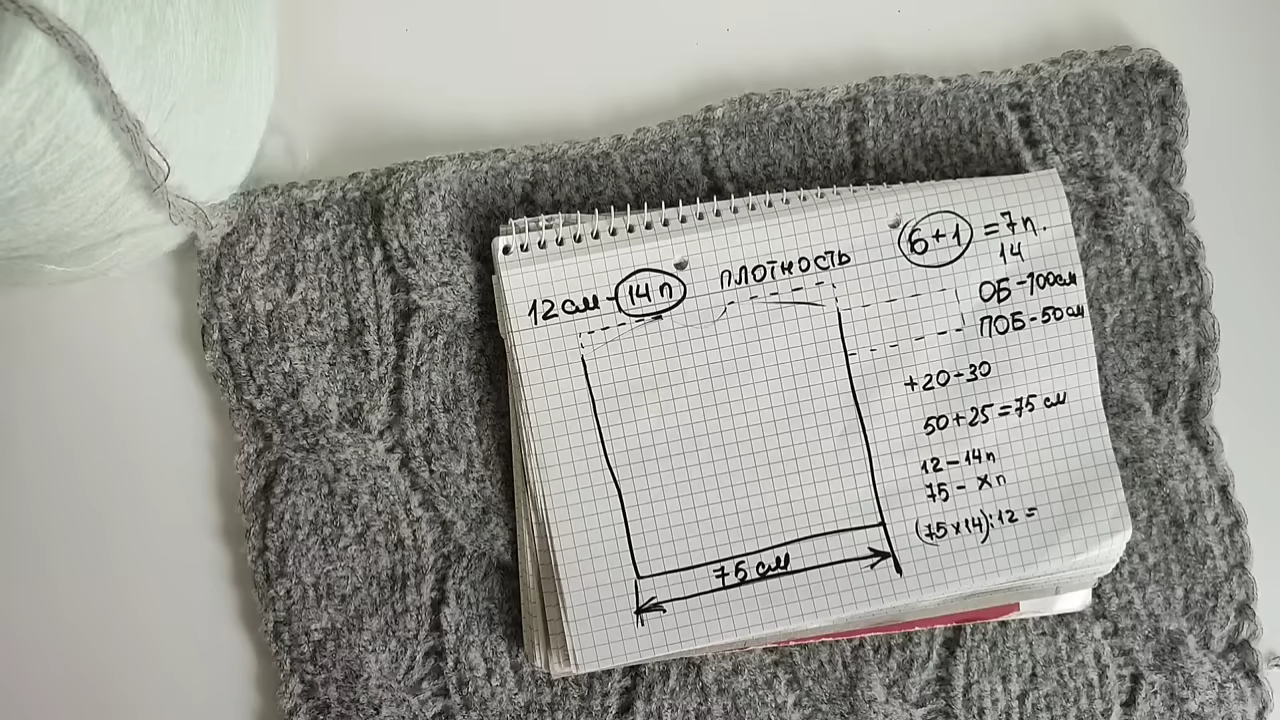 12 см - 14 п
плотность
6+1 = 7 п.
14
ОБ - 100 см
ПОБ - 50 см
+20-30
50+25=75 см
12 - 14 п
75 - х п
(75х14):12 =
75 см